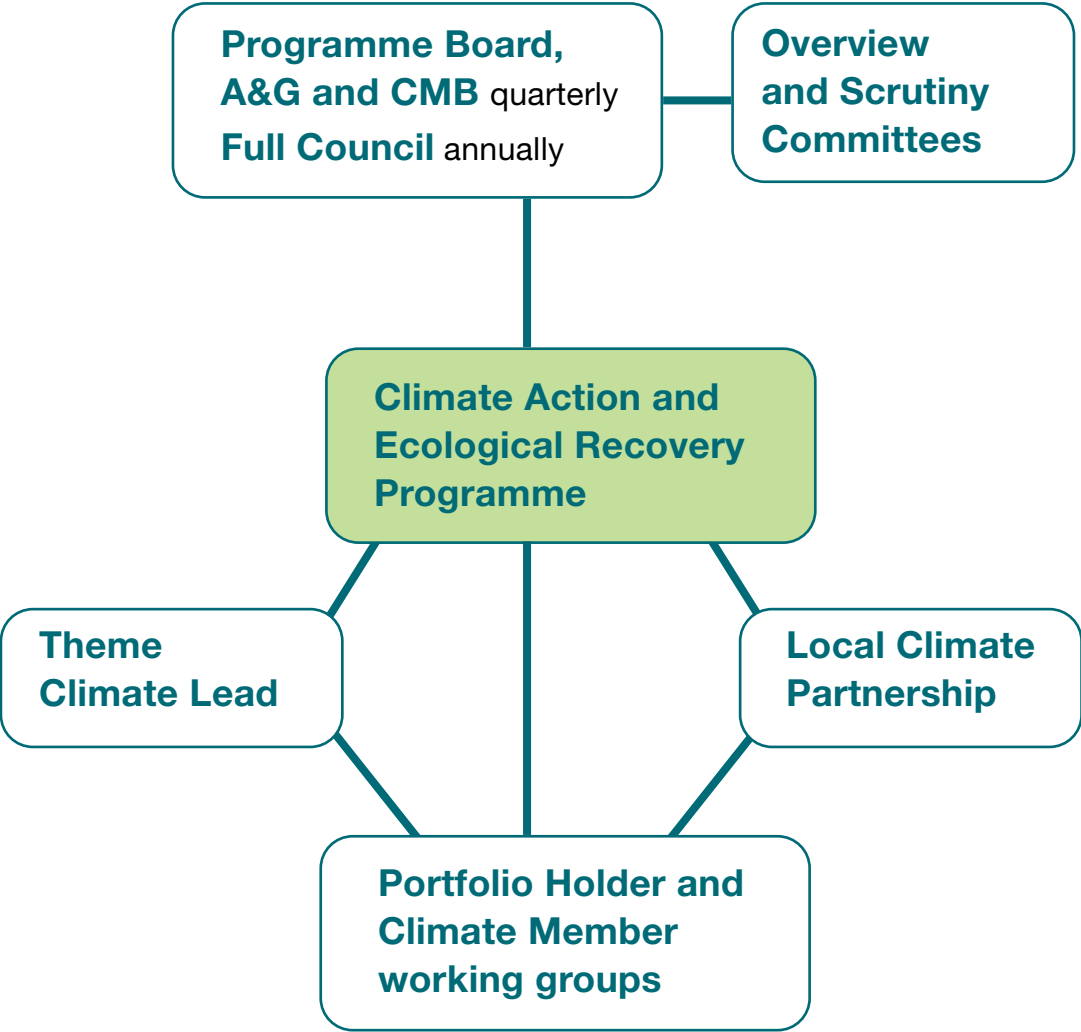 Programme Board,
A&G and CMB quarterly
Full Council annually
Overview
and Scrutiny
Committees
Climate Action and
Ecological Recovery
Programme
Theme
Climate Lead
Local Climate
Partnership
Portfolio Holder and
Climate Member
working groups